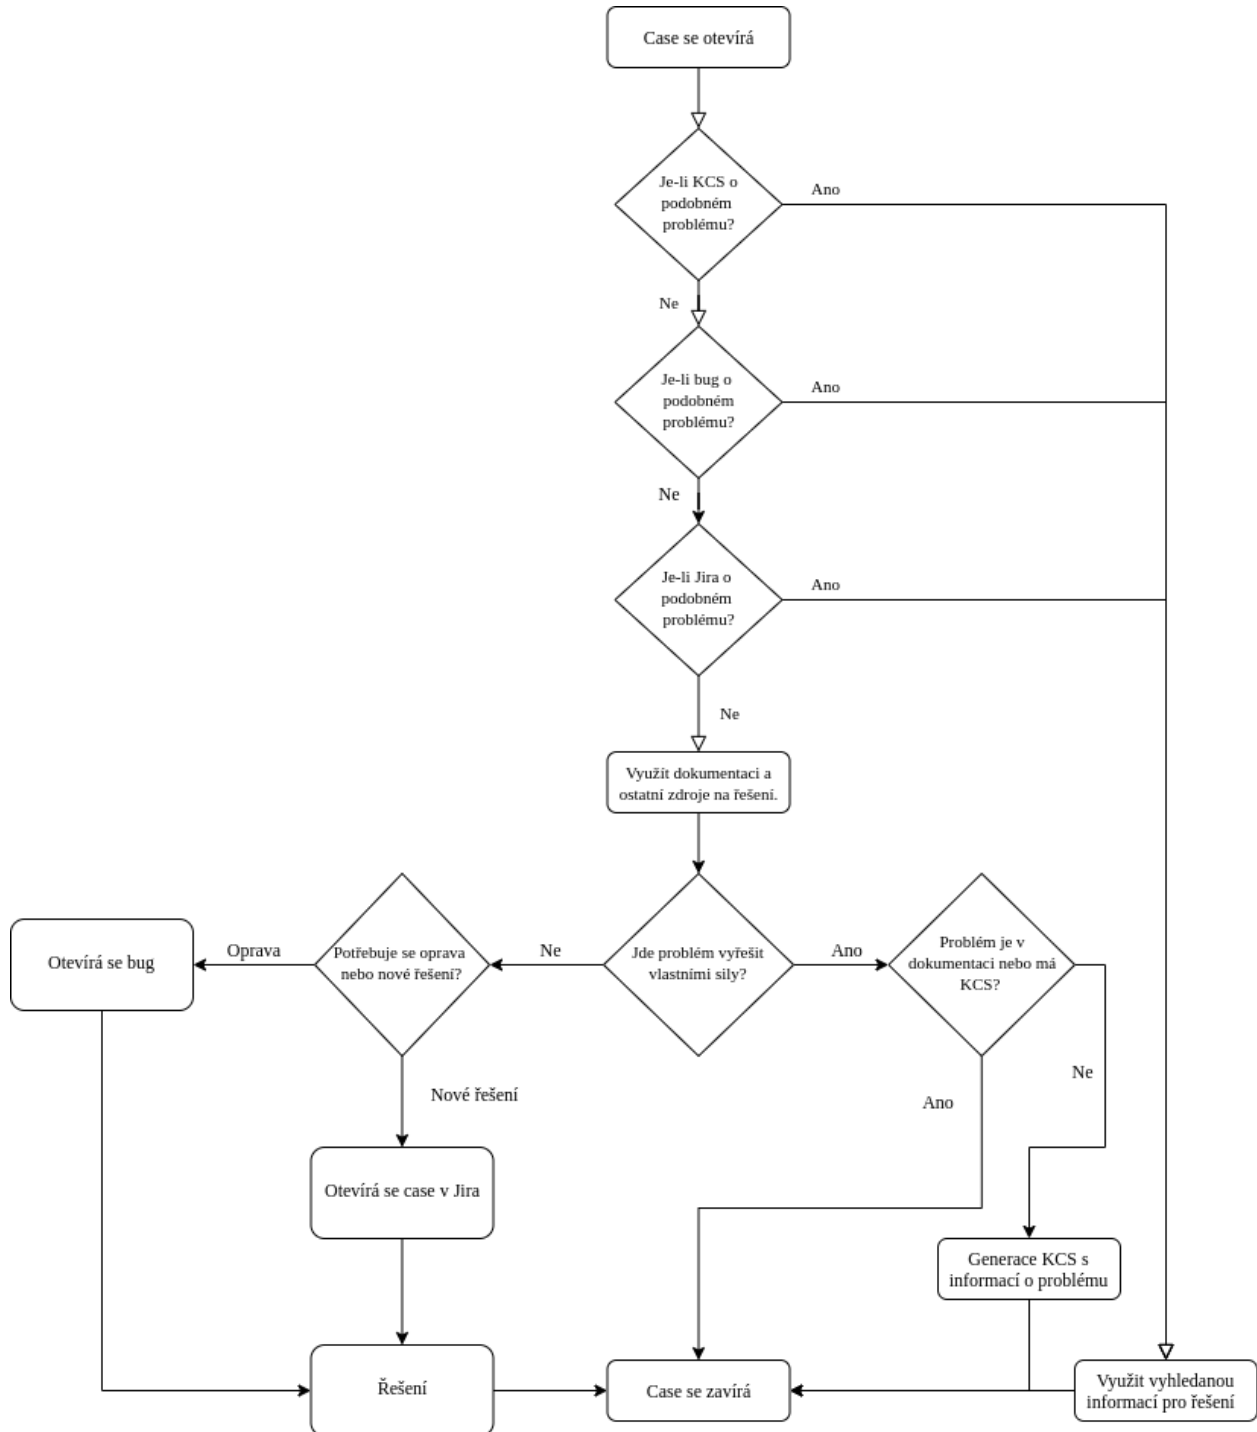 Case se otevírá
Je-li KCS o
podobném
problému?
Ano
Ne
Je-li bug o
podobném
problému?
Ano
Ne
Je-li Jira o
podobném
problému?
Ano
Ne
Využít dokumentaci a
ostatní zdroje na řešení.
Otevírá se bug
Oprava
Potřebuje se oprava
nebo nové řešení?
Ne
Jde problém vyřešit
vlastními sily?
Ano
Problém je v
dokumentaci nebo má
KCS?
Ne
Nové řešení
Ano
Otevírá se case v Jira
Generace KCS s
informací o problému
Řešení
Case se zavírá
Využit vyhledanou
informací pro řešení